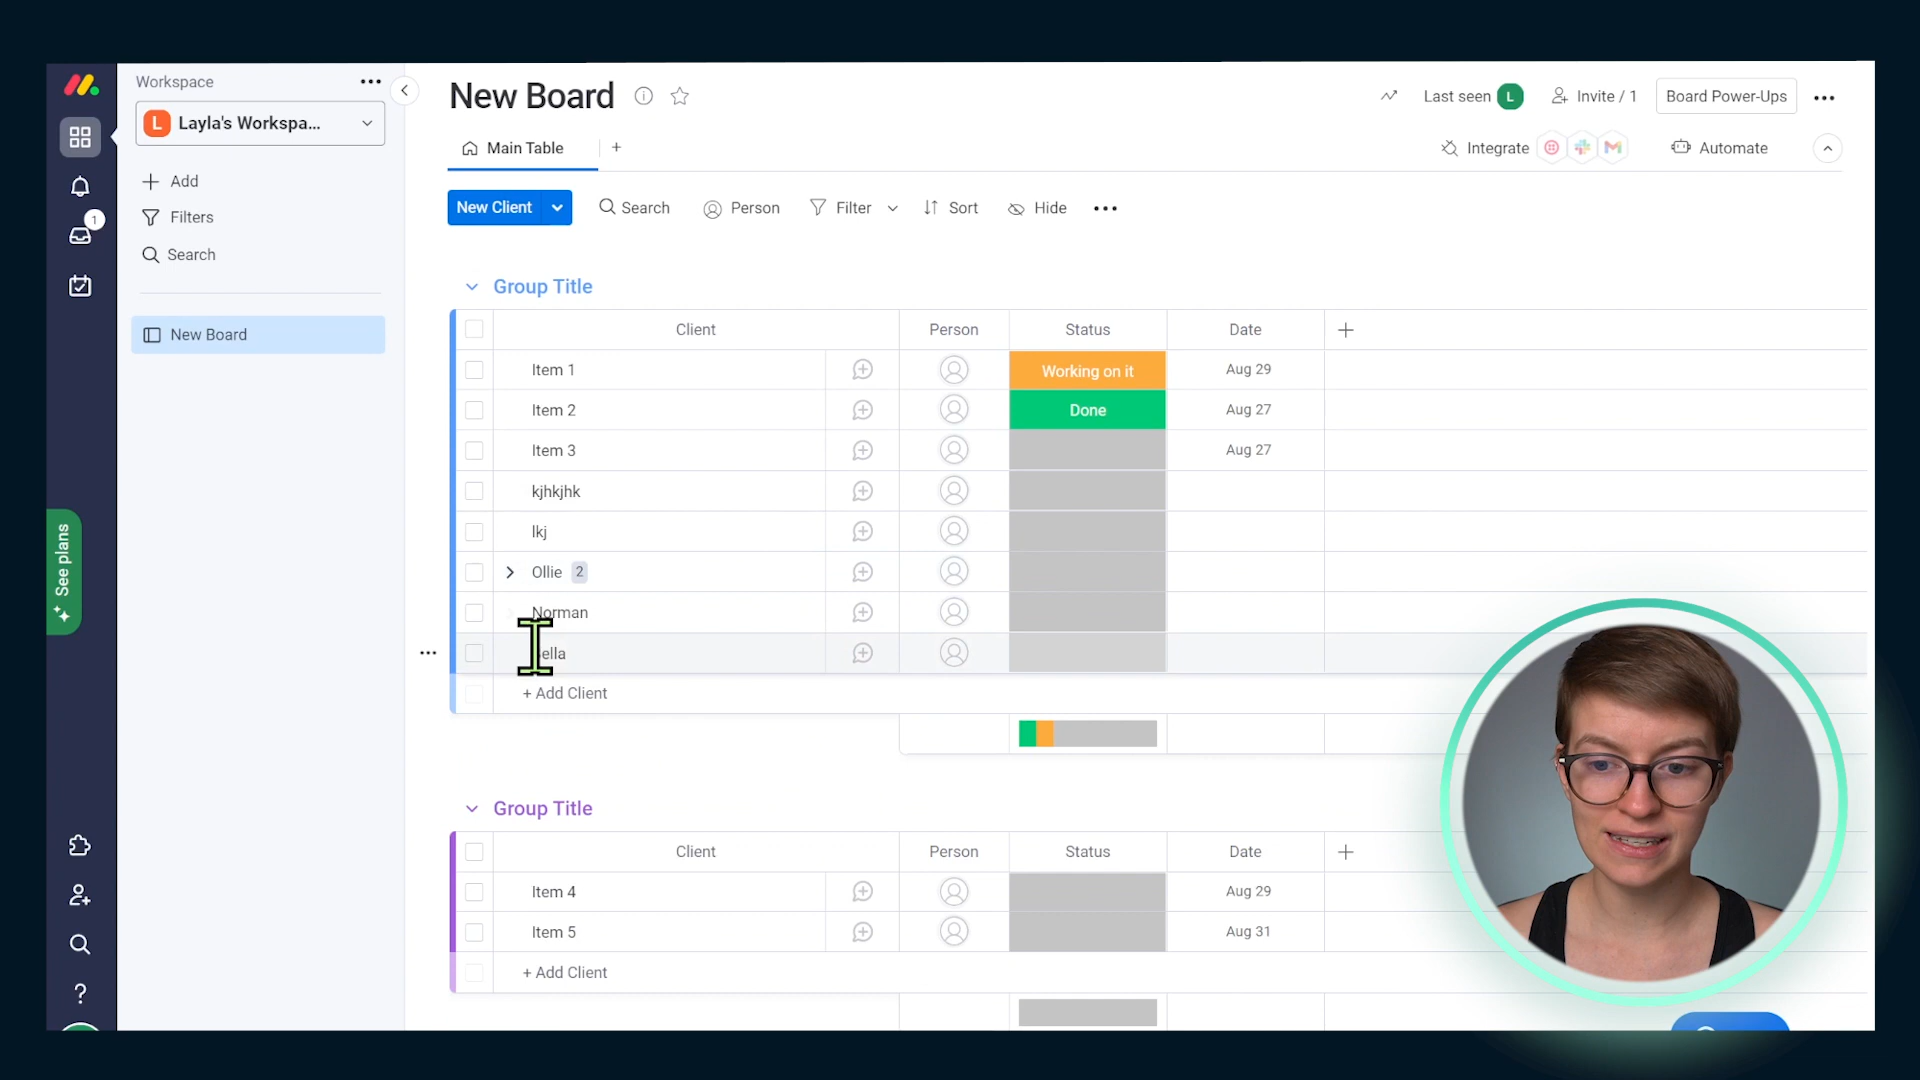 Workspace
L Layla's Workspa...
Add
Filters
Search
New Board
1
See plans
New Board
Last seen L
Invite / 1
Board Power-Ups
Main Table
Integrate
Automate
New Client
Search
Person
Filter
Sort
Hide
Group Title
Client Person Status Date
Item 1 Working on it Aug 29
Item 2 Done Aug 27
Item 3 Aug 27
kjhkjhk
lkj
Ollie 2
Norman
ella
+ Add Client
Group Title
Client Person Status Date
Item 4 Aug 29
Item 5 Aug 31
+ Add Client